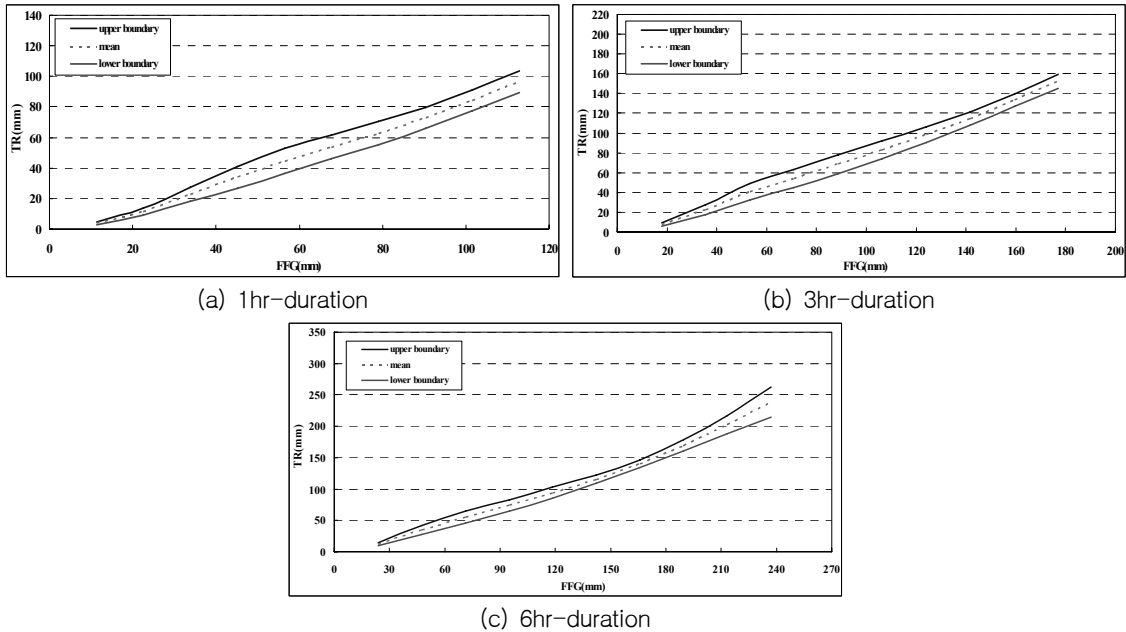 140
120
100
80
60
40
20
0
TR(mm)
upper boundary
mean
lower boundary
0 20 40 60 80 100 120
FFG(mm)
(a) 1hr-duration
220
200
180
160
140
120
100
80
60
40
20
0
TR(mm)
upper boundary
mean
lower boundary
0 20 40 60 80 100 120 140 160 180 200
FFG(mm)
(b) 3hr-duration
350
300
250
200
150
100
50
0
TR(mm)
upper boundary
mean
lower boundary
0 30 60 90 120 150 180 210 240 270
FFG(mm)
(c) 6hr-duration